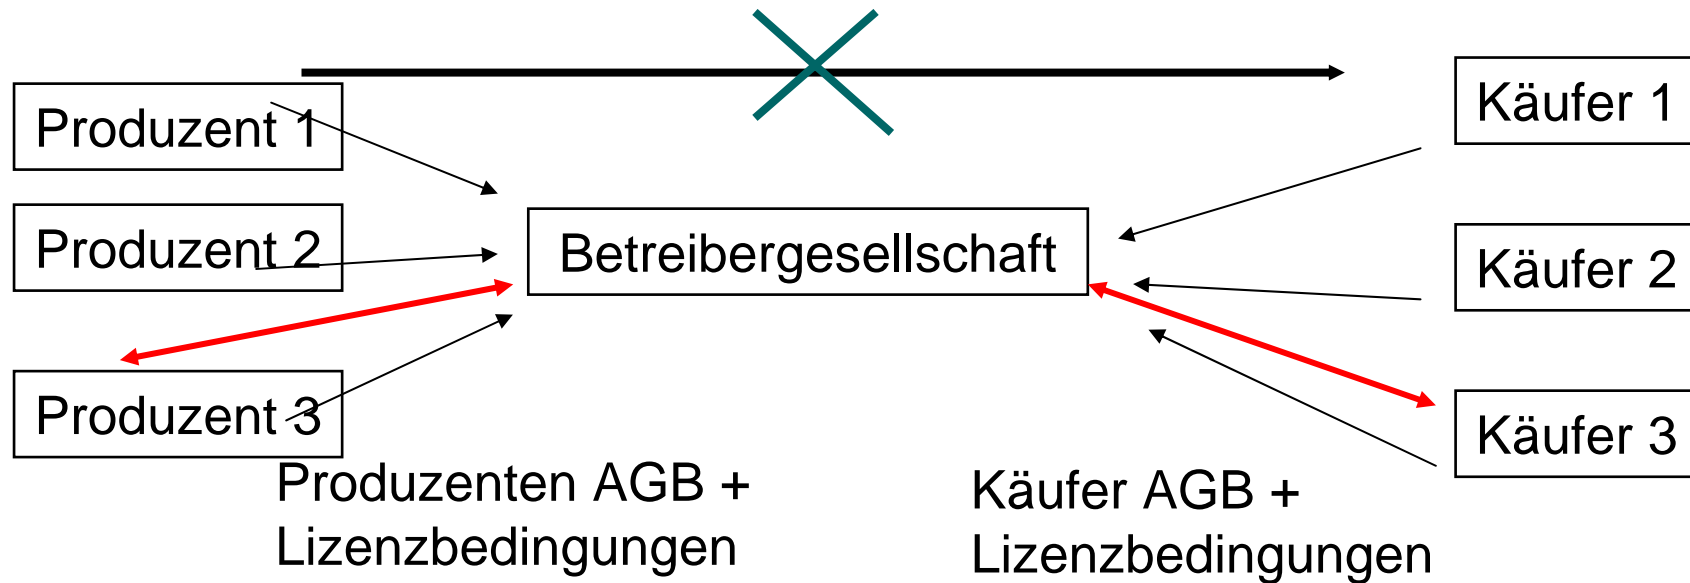 Produzent 1
Produzent 2
Produzent 3
Betreibergesellschaft
Käufer 1
Käufer 2
Käufer 3
Produzenten AGB +
Lizenzbedingungen
Käufer AGB +
Lizenzbedingungen